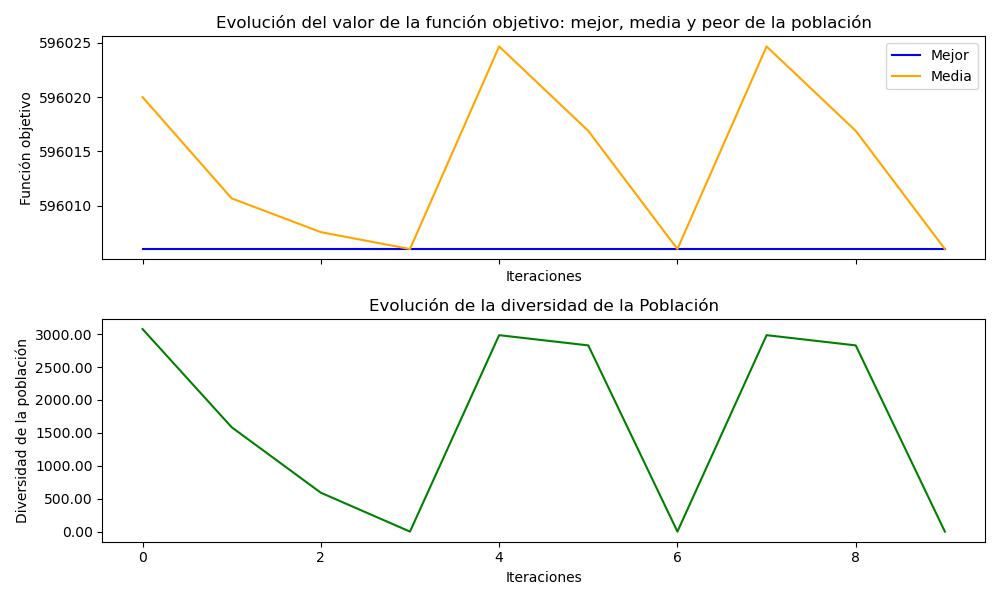 Evolución del valor de la función objetivo: mejor, media y peor de la población
596025
596020
596015
596010
Función objetivo
Mejor
Media
Iteraciones
Evolución de la diversidad de la Población
3000.00
2500.00
2000.00
1500.00
1000.00
500.00
0.00
Diversidad de la población
0 2 4 6 8
Iteraciones